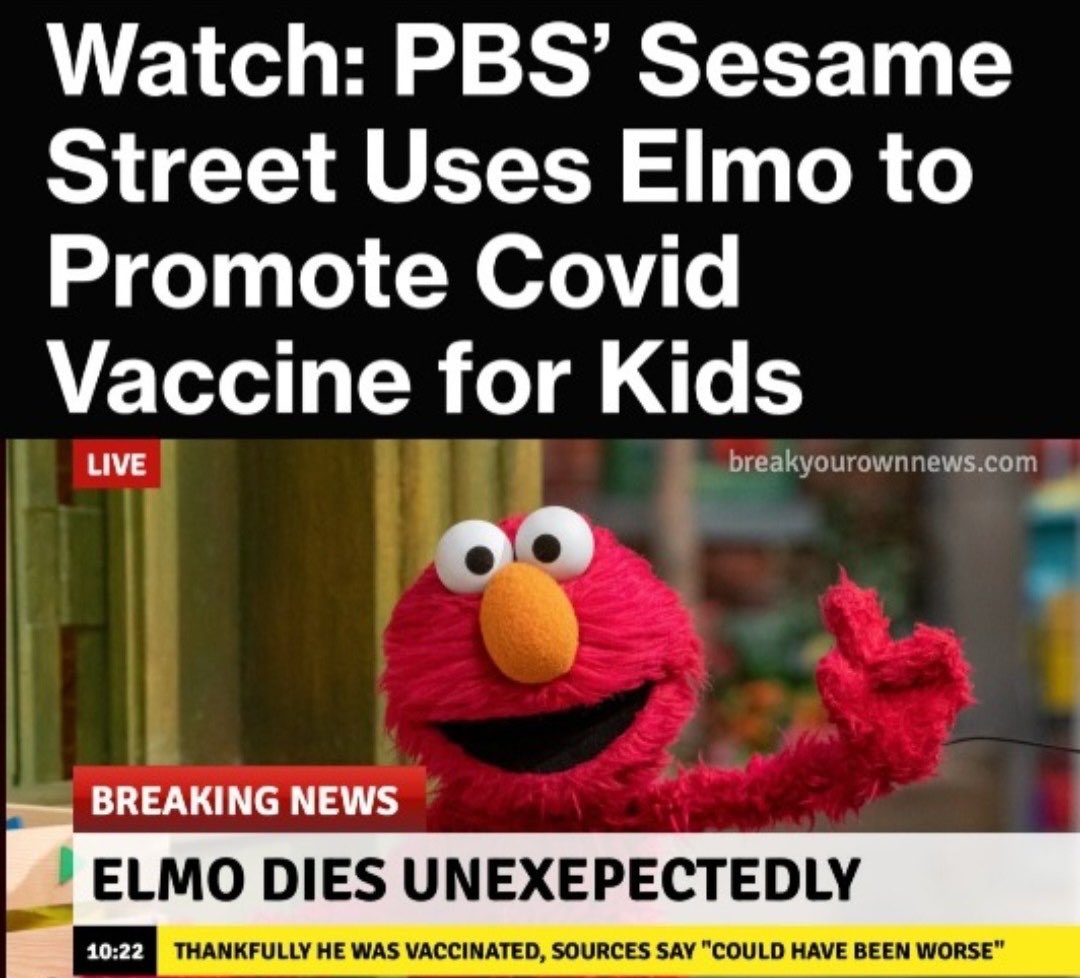 Watch: PBS’ Sesame
Street Uses Elmo to
Promote Covid
Vaccine for Kids
LIVE
breakyourownnews.com
BREAKING NEWS
ELMO DIES UNEXEPECTEDLY
10:22 THANKFULLY HE WAS VACCINATED, SOURCES SAY "COULD HAVE BEEN WORSE"